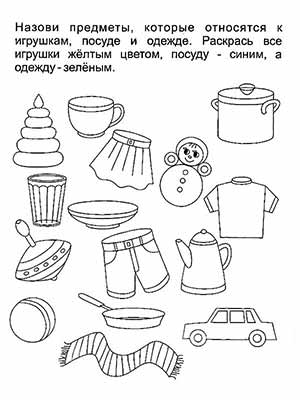 Назови предметы, которые относятся к
игрушкам, посуде и одежде. Раскрась все
игрушки жёлтым цветом, посуду - синим, а
одежду-зелёным.